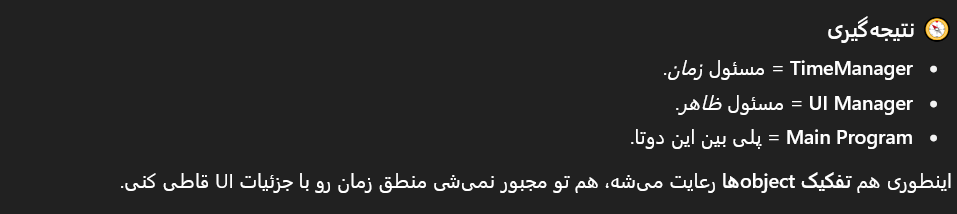 🧭 نتیجه‌گیری
• TimeManager = مسئول زمان.
• UI Manager = مسئول ظاهر.
• Main Program = پلی بین این دوتا.
اینطوری هم تفکیک objectها رعایت می‌شه، هم تو مجبور نمی‌شی منطق زمان رو با جزئیات UI قاطی کنی.